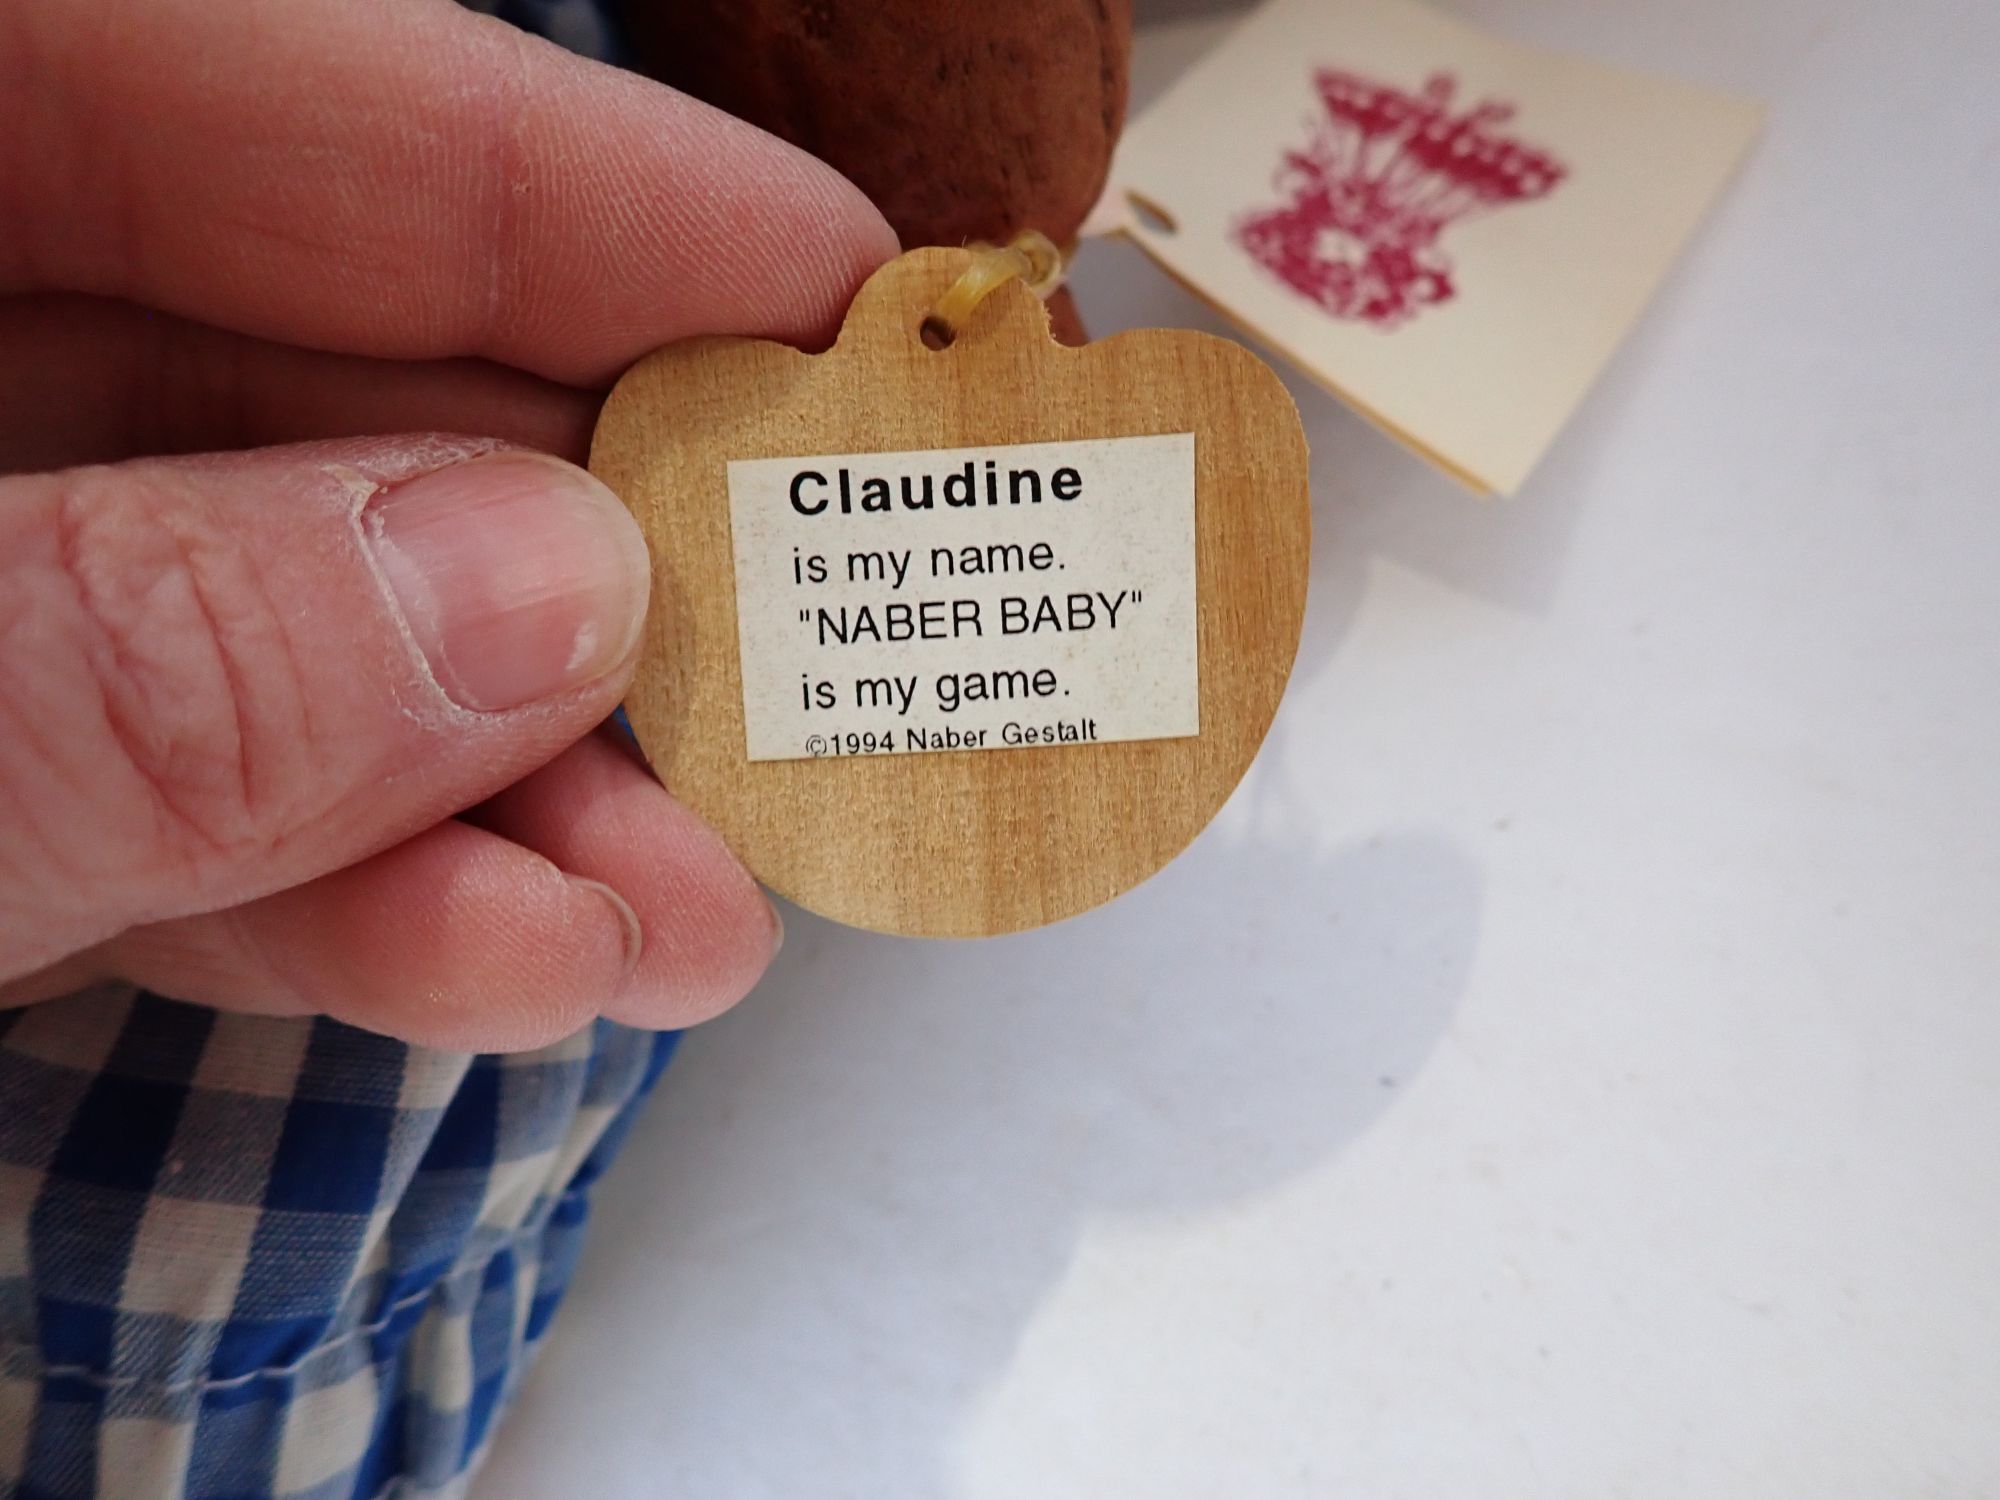 Claudine
is my name.
"NABER BABY"
is my game.
©1994 Naber Gestalt